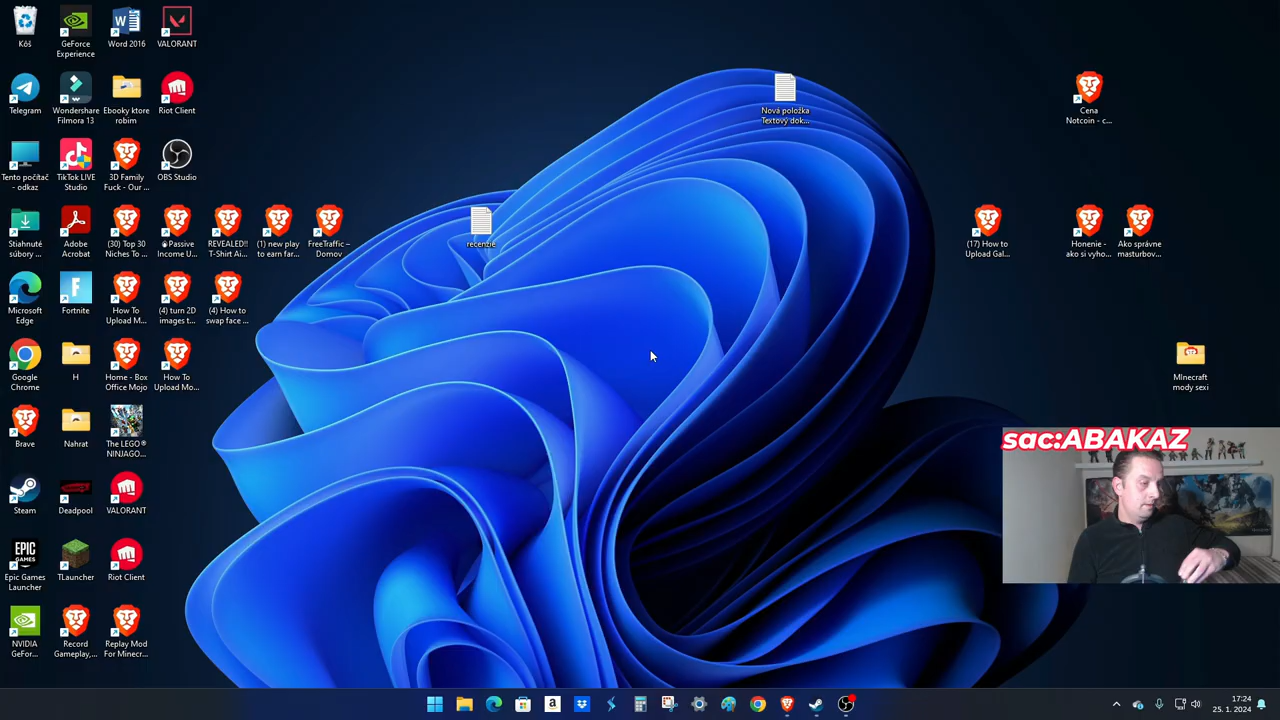 Kôš
GeForce
Experience
Word 2016
VALORANT
Telegram
Wondershare
Filmora 13
Ebooky ktore
robim
Riot Client
Nová položka
Textový dok...
Cena
Notcoin - c...
Tento počítač
- odkaz
TikTok LIVE
Studio
3D Family
Fuck - Our ...
OBS Studio
Stiahnuté
súbory ...
Adobe
Acrobat
(30) Top 30
Niches To ...
Passive
Income U...
REVEALED!!
T-Shirt Ai...
(1) new play
to earn far...
FreeTraffic –
Domov
recenzie
(17) How to
Upload Gal...
Honenie -
ako si vyho...
Ako správne
masturbov...
Microsoft
Edge
Fortnite
How To
Upload M...
(4) turn 2D
images t...
(4) How to
swap face ...
Google
Chrome
H
Home - Box
Office Mojo
How To
Upload Mo...
MInecraft
mody sexi
Brave
Nahrat
The LEGO®
NINJAGO...
sac:ABAKAZ
Steam
Deadpool
VALORANT
EPIC
GAMES
Epic Games
Launcher
TLauncher
Riot Client
NVIDIA
GeFor...
Record
Gameplay,...
Replay Mod
For Minecr...
17:24
25. 1. 2024